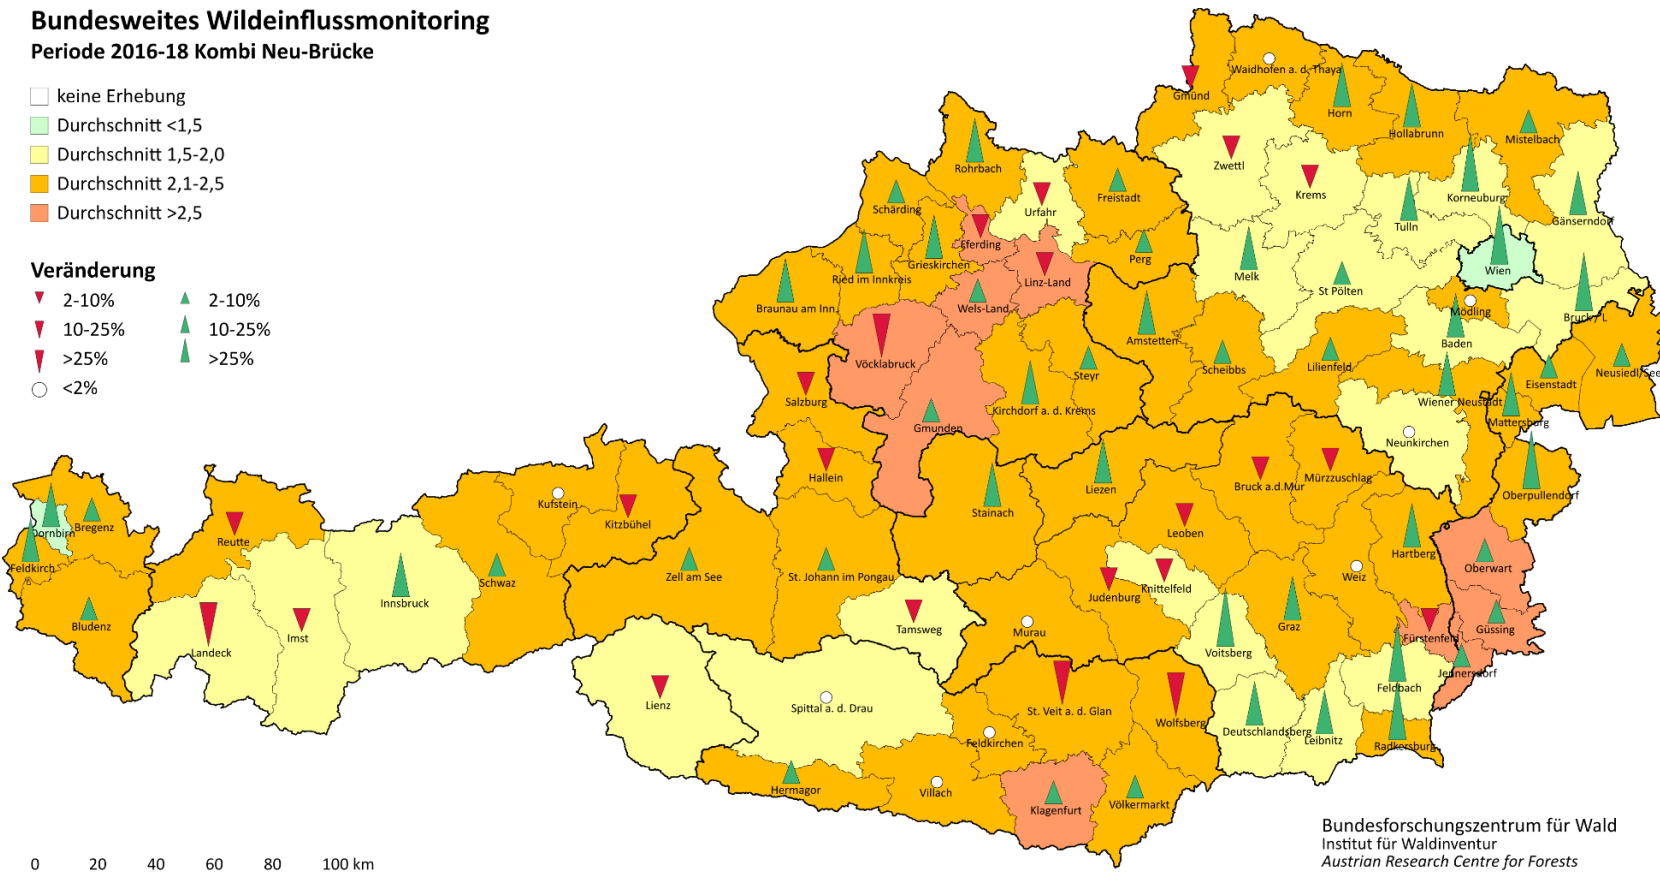 Bundesweites Wildeinflussmonitoring
Periode 2016-18 Kombi Neu-Brücke
keine Erhebung
Durchschnitt <1,5
Durchschnitt 1,5-2,0
Durchschnitt 2,1-2,5
Durchschnitt >2,5
Veränderung
2-10% 2-10%
10-25% 10-25%
>25% >25%
<2%
Waidhofen a. d. Thaya
Gmünd
Horn
Hollabrunn
Mistelbach
Rohrbach
Zwettl
Krems
Korneuburg
Freistadt
Schärding
Urfahr
Tulln
Gänserndorf
Eferding
Grieskirchen
Perg
Ried im Innkreis
Linz-Land
Melk
St Pölten
Wien
Braunau am Inn
Wels-Land
Mödling
Bruck / L
Amstetten
Baden
Vöcklabruck
Steyr
Scheibbs
Lilienfeld
Eisenstadt
Neusiedl/See
Salzburg
Kirchdorf a. d. Krems
Wiener Neustadt
Mattersburg
Gmunden
Neunkirchen
Hallein
Liezen
Bruck a.d.Mur
Mürzzuschlag
Oberpullendorf
Kufstein
Kitzbühel
Stainach
Bregenz
Dornbirn
Reutte
Leoben
Hartberg
Feldkirch
Schwaz
Zell am See
St. Johann im Pongau
Oberwart
Weiz
Innsbruck
Judenburg
Knittelfeld
Bludenz
Imst
Tamsweg
Murau
Graz
Fürstenfeld
Güssing
Landeck
Voitsberg
Jennersdorf
Feldbach
Lienz
Spittal a. d. Drau
St. Veit a. d. Glan
Wolfsberg
Deutschlandsberg
Leibnitz
Radkersburg
Feldkirchen
Hermagor
Villach
Klagenfurt
Völkermarkt
Bundesforschungszentrum für Wald
Institut für Waldinventur
Austrian Research Centre for Forests
0 20 40 60 80 100 km